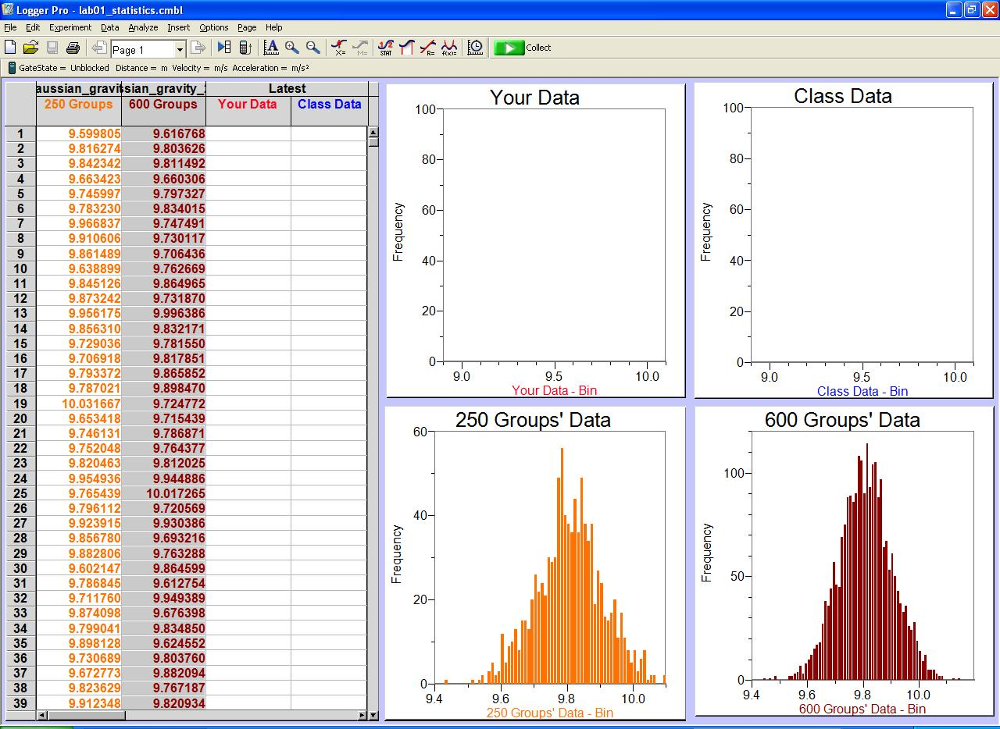 Logger Pro - lab01_statistics.cmbl
File Edit Experiment Data Analyze Insert Options Page Help
Page 1 Collect
GateState = Unblocked Distance = m Velocity = m/s Acceleration = m/s²
aussian_gravit ssian_gravity_ Latest
250 Groups 600 Groups Your Data Class Data
1 9.599805 9.616768
2 9.816274 9.803626
3 9.842342 9.811492
4 9.663423 9.660306
5 9.745997 9.797327
6 9.783230 9.834015
7 9.966837 9.747491
8 9.910606 9.730117
9 9.861489 9.706436
10 9.638899 9.762669
11 9.845126 9.864965
12 9.873242 9.731870
13 9.956175 9.996386
14 9.856310 9.832171
15 9.729036 9.781550
16 9.706918 9.817851
17 9.793372 9.865852
18 9.787021 9.898470
19 10.031667 9.724772
20 9.653418 9.715439
21 9.746131 9.786871
22 9.752048 9.764377
23 9.820463 9.812025
24 9.954936 9.944886
25 9.765439 10.017265
26 9.796112 9.720569
27 9.923915 9.930386
28 9.856780 9.693216
29 9.882806 9.763288
30 9.602147 9.864599
31 9.786845 9.612754
32 9.711760 9.949389
33 9.874098 9.676398
34 9.799041 9.834850
35 9.898128 9.624552
36 9.730689 9.803760
37 9.672773 9.882094
38 9.823629 9.767187
39 9.912348 9.820934
Your Data
Frequency
100
80
60
40
20
0
9.0 9.5 10.0
Your Data - Bin
Class Data
Frequency
100
80
60
40
20
0
9.0 9.5 10.0
Class Data - Bin
250 Groups' Data
Frequency
60
40
20
0
9.4 9.6 9.8 10.0
250 Groups' Data - Bin
600 Groups' Data
Frequency
100
50
0
9.4 9.6 9.8 10.0
600 Groups' Data - Bin